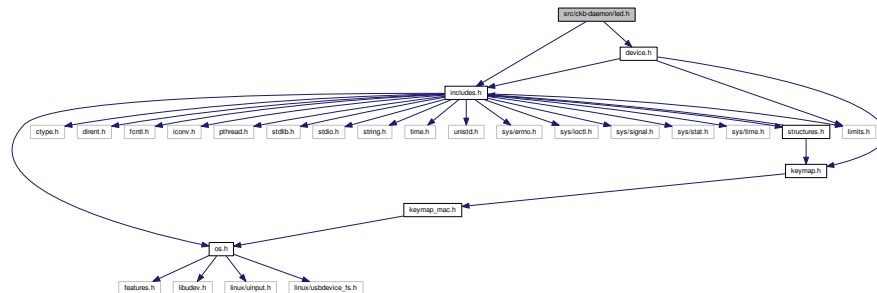 src/ckb-daemon/led.h
device.h
includes.h
ctype.h
dirent.h
fcntl.h
iconv.h
pthread.h
stdlib.h
stdio.h
string.h
time.h
unistd.h
sys/errno.h
sys/ioctl.h
sys/signal.h
sys/stat.h
sys/time.h
structures.h
limits.h
keymap.h
keymap_mac.h
os.h
features.h
libudev.h
linux/uinput.h
linux/usbdevice_fs.h